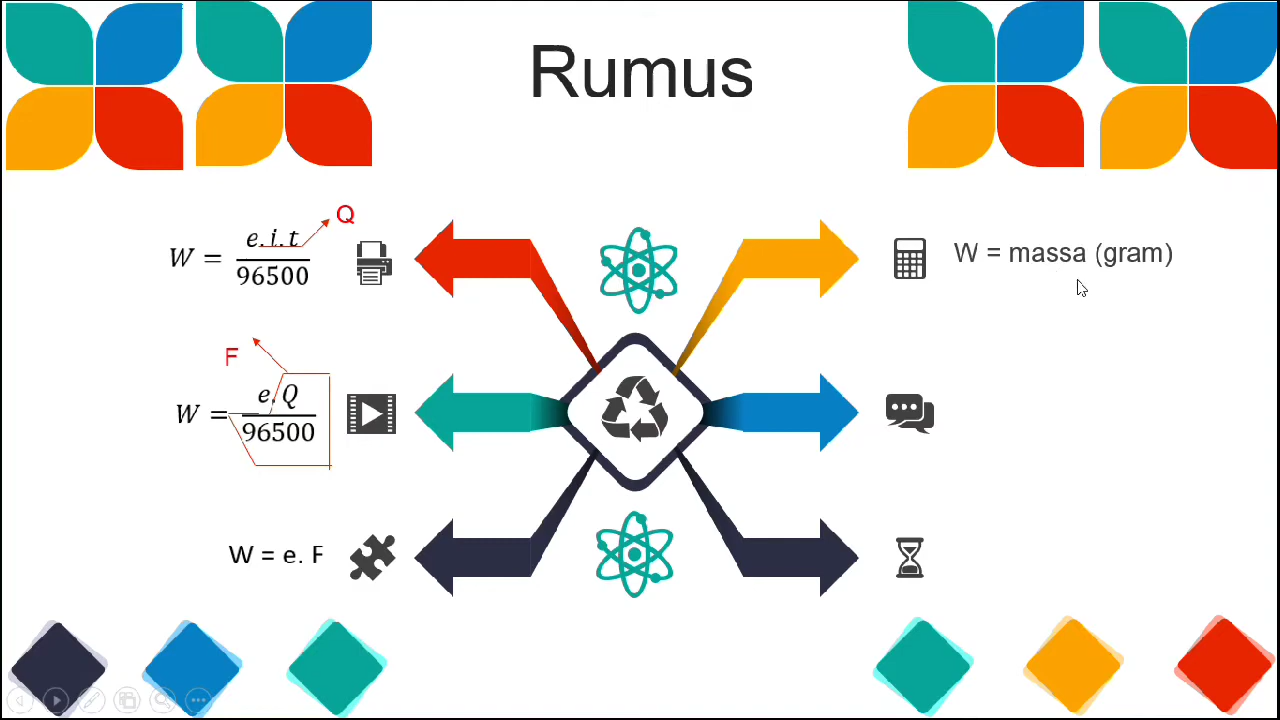 Rumus
Q
W = e.i.t / 96500
F
W = e.Q / 96500
W = e. F
W = massa (gram)